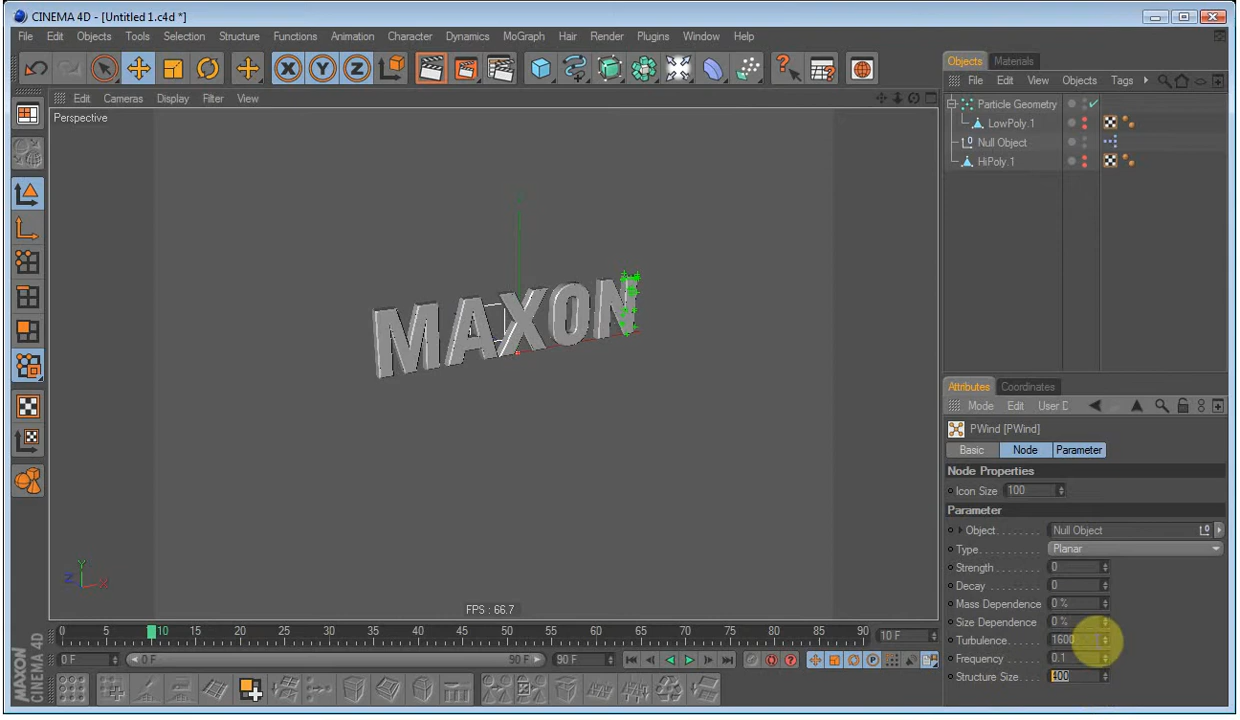 CINEMA 4D - [Untitled 1.c4d *]
File Edit Objects Tools Selection Structure Functions Animation Character Dynamics MoGraph Hair Render Plugins Window Help
X Y Z
Objects Materials
File Edit View Objects Tags
Edit Cameras Display Filter View
Perspective
Particle Geometry
LowPoly.1
Null Object
HiPoly.1
MAXON
Y
Z X
FPS : 66.7
Attributes Coordinates
Mode Edit User D
PWind [PWind]
Basic Node Parameter
Node Properties
Icon Size 100
Parameter
Object Null Object
Type Planar
Strength 0
Decay 0
Mass Dependence 0 %
Size Dependence 0 %
Turbulence 1600
Frequency 0.1
Structure Size 400
0 5 10 15 20 25 30 35 40 45 50 55 60 65 70 75 80 85 90
10 F
0 F 0 F 90 F 90 F
P
MAXON
CINEMA 4D